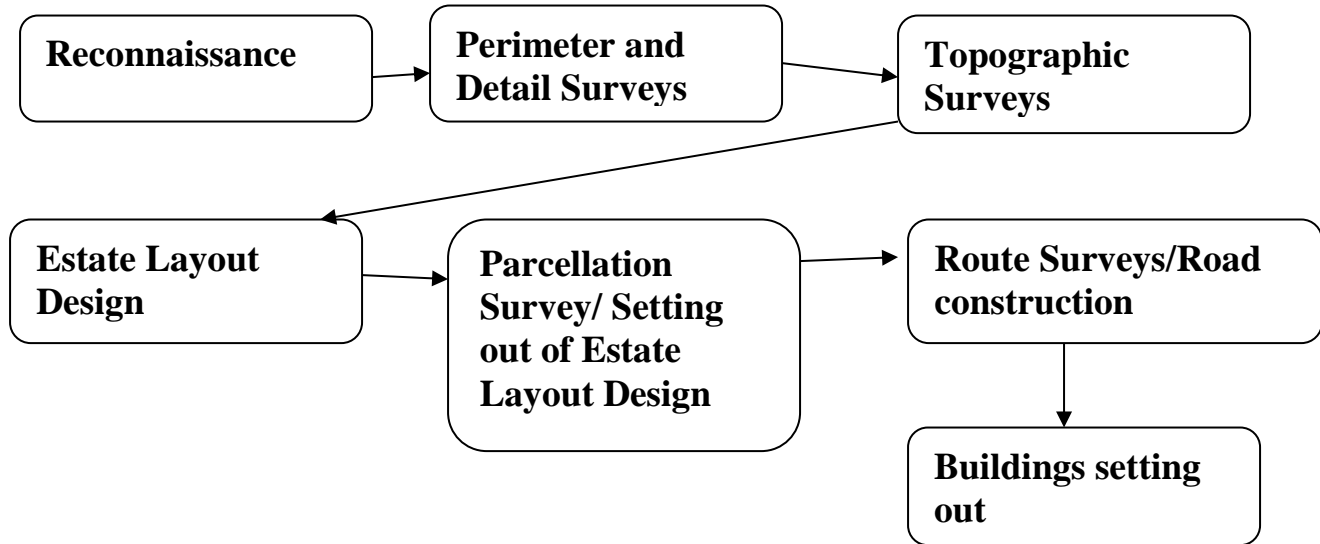 Reconnaissance
Perimeter and
Detail Surveys
Topographic
Surveys
Estate Layout
Design
Parcellation
Survey/ Setting
out of Estate
Layout Design
Route Surveys/Road
construction
Buildings setting
out